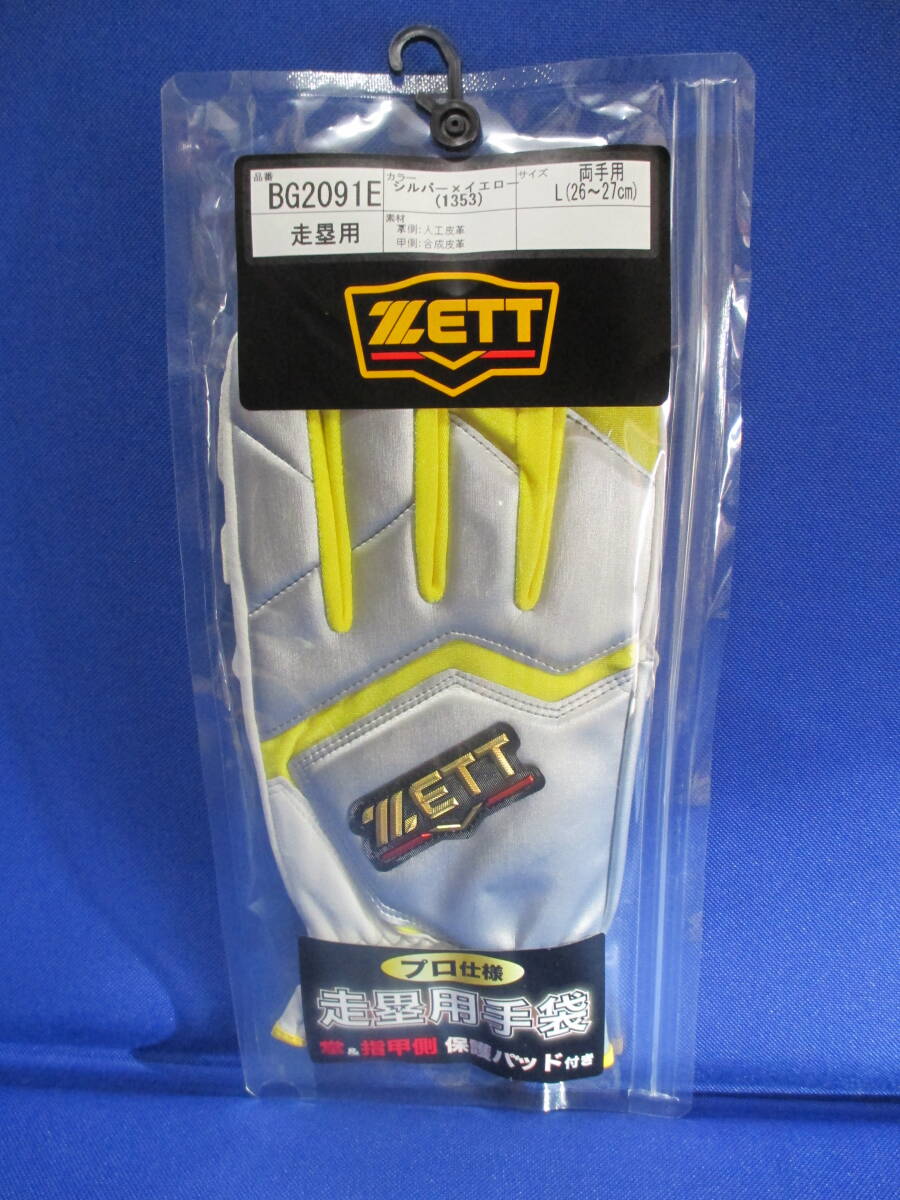 品番 BG2091E カラー シルバー×イエロー (1353) サイズ 両手用 L(26～27cm)
走塁用 素材 掌側:人工皮革 甲側:合成皮革
ZETT
ZETT
プロ仕様
走塁用手袋
掌&指甲側 保護パッド付き